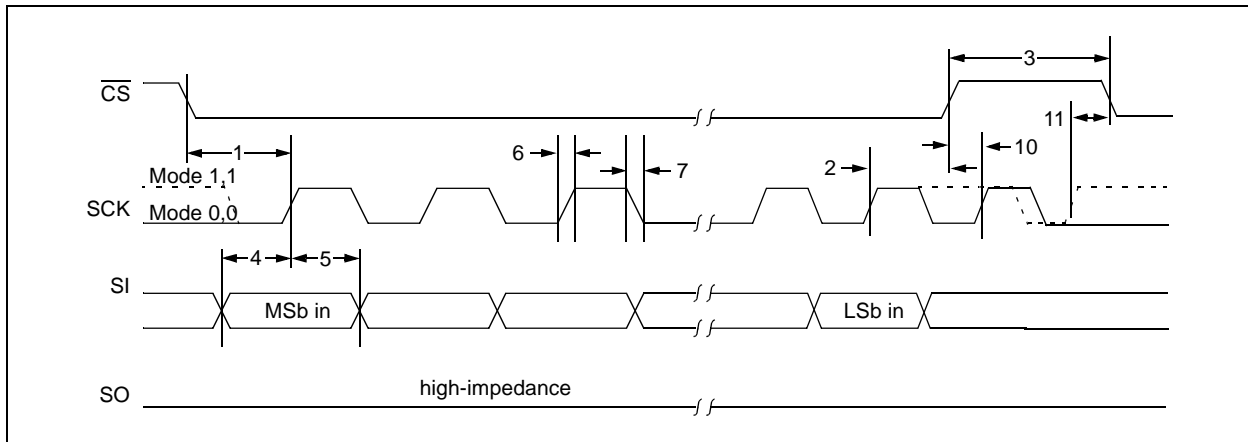 3
CS
11
1
6
7
2
10
Mode 1,1
SCK
Mode 0,0
4
5
SI
MSb in
LSb in
SO
high-impedance